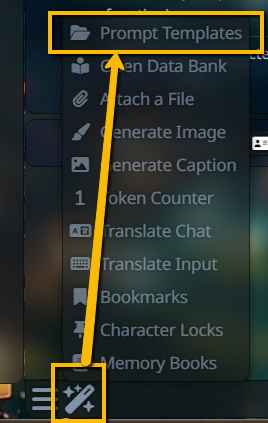 Prompt Templates
Open Data Bank
Attach a File
Generate Image
Generate Caption
1 Token Counter
Translate Chat
Translate Input
Bookmarks
Character Locks
Memory Books